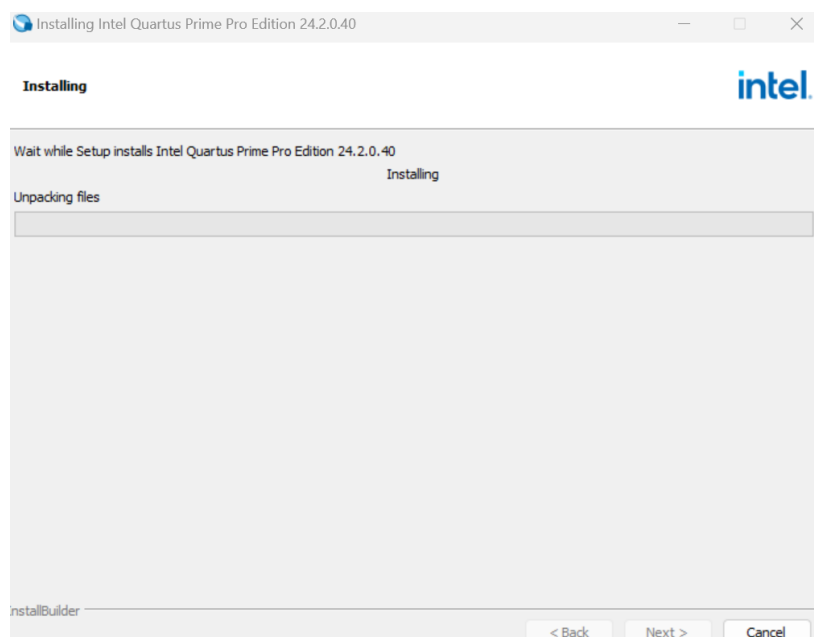 Installing Intel Quartus Prime Pro Edition 24.2.0.40
Installing
intel.
Wait while Setup installs Intel Quartus Prime Pro Edition 24.2.0.40
Installing
Unpacking files
InstallBuilder
< Back Next > Cancel